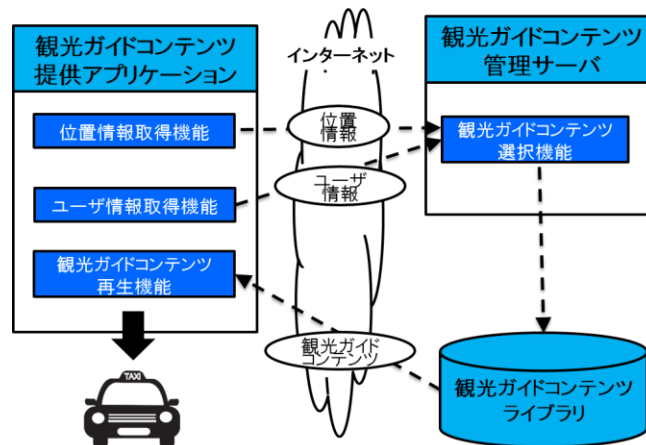 観光ガイドコンテンツ
提供アプリケーション
位置情報取得機能
ユーザ情報取得機能
観光ガイドコンテンツ
再生機能
TAXI
インターネット
位置
情報
ユーザ
情報
観光ガイド
コンテンツ
観光ガイドコンテンツ
管理サーバ
観光ガイドコンテンツ
選択機能
観光ガイドコンテンツ
ライブラリ